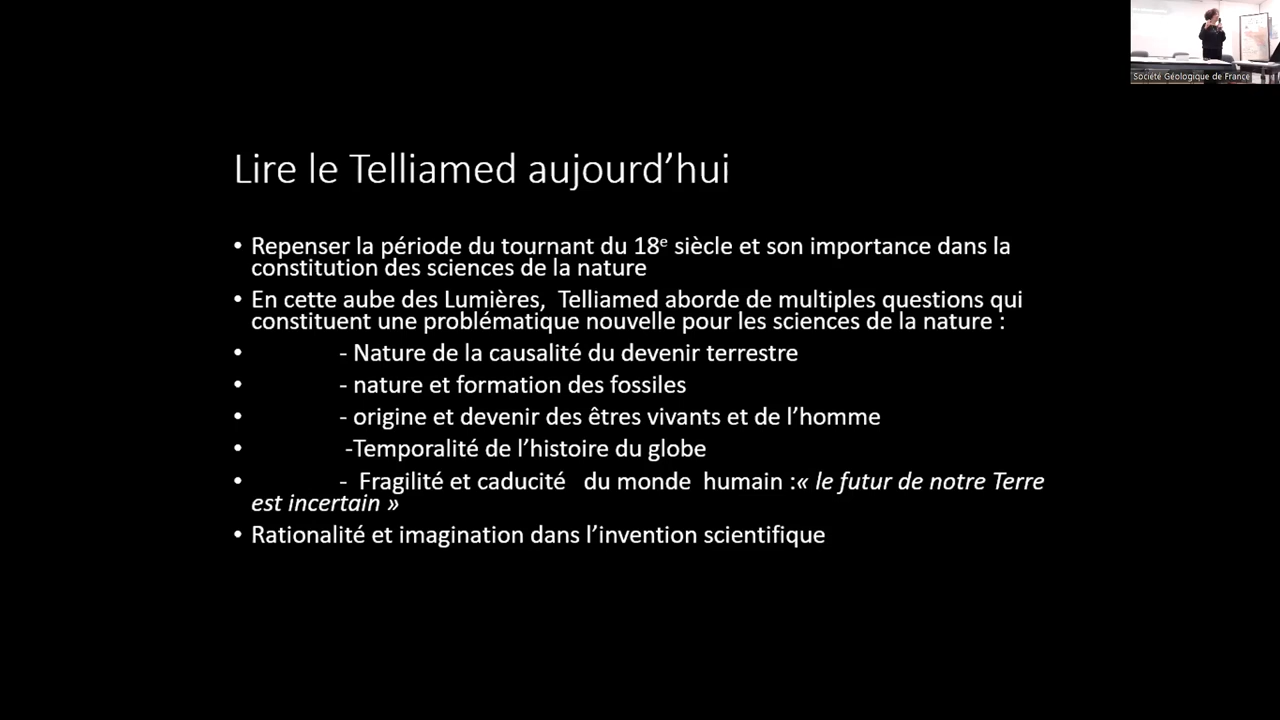 Société Géologique de France
Lire le Telliamed aujourd’hui
• Repenser la période du tournant du 18e siècle et son importance dans la
constitution des sciences de la nature
• En cette aube des Lumières,  Telliamed aborde de multiples questions qui
constituent une problématique nouvelle pour les sciences de la nature :
• - Nature de la causalité du devenir terrestre
• - nature et formation des fossiles
• - origine et devenir des êtres vivants et de l’homme
• -Temporalité de l’histoire du globe
• -  Fragilité et caducité   du monde  humain :« le futur de notre Terre
est incertain »
• Rationalité et imagination dans l’invention scientifique